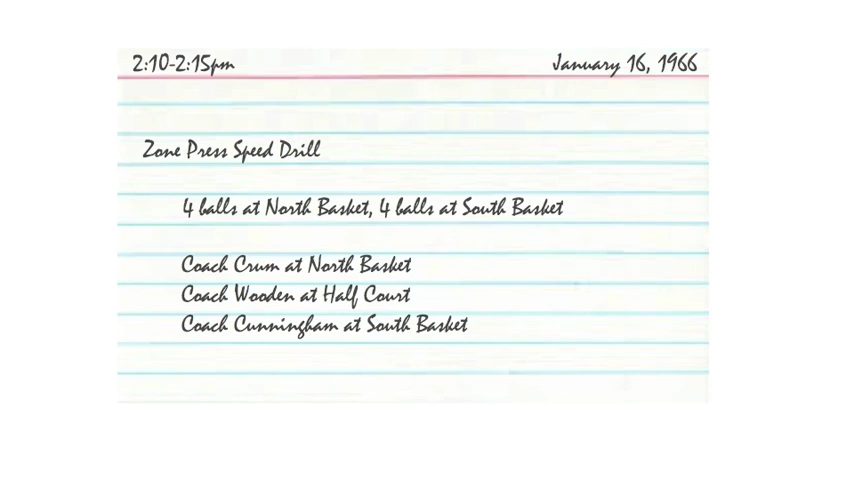 2:10-2:15pm January 16, 1966
Zone Press Speed Drill
4 balls at North Basket, 4 balls at South Basket
Coach Crum at North Basket
Coach Wooden at Half Court
Coach Cunningham at South Basket